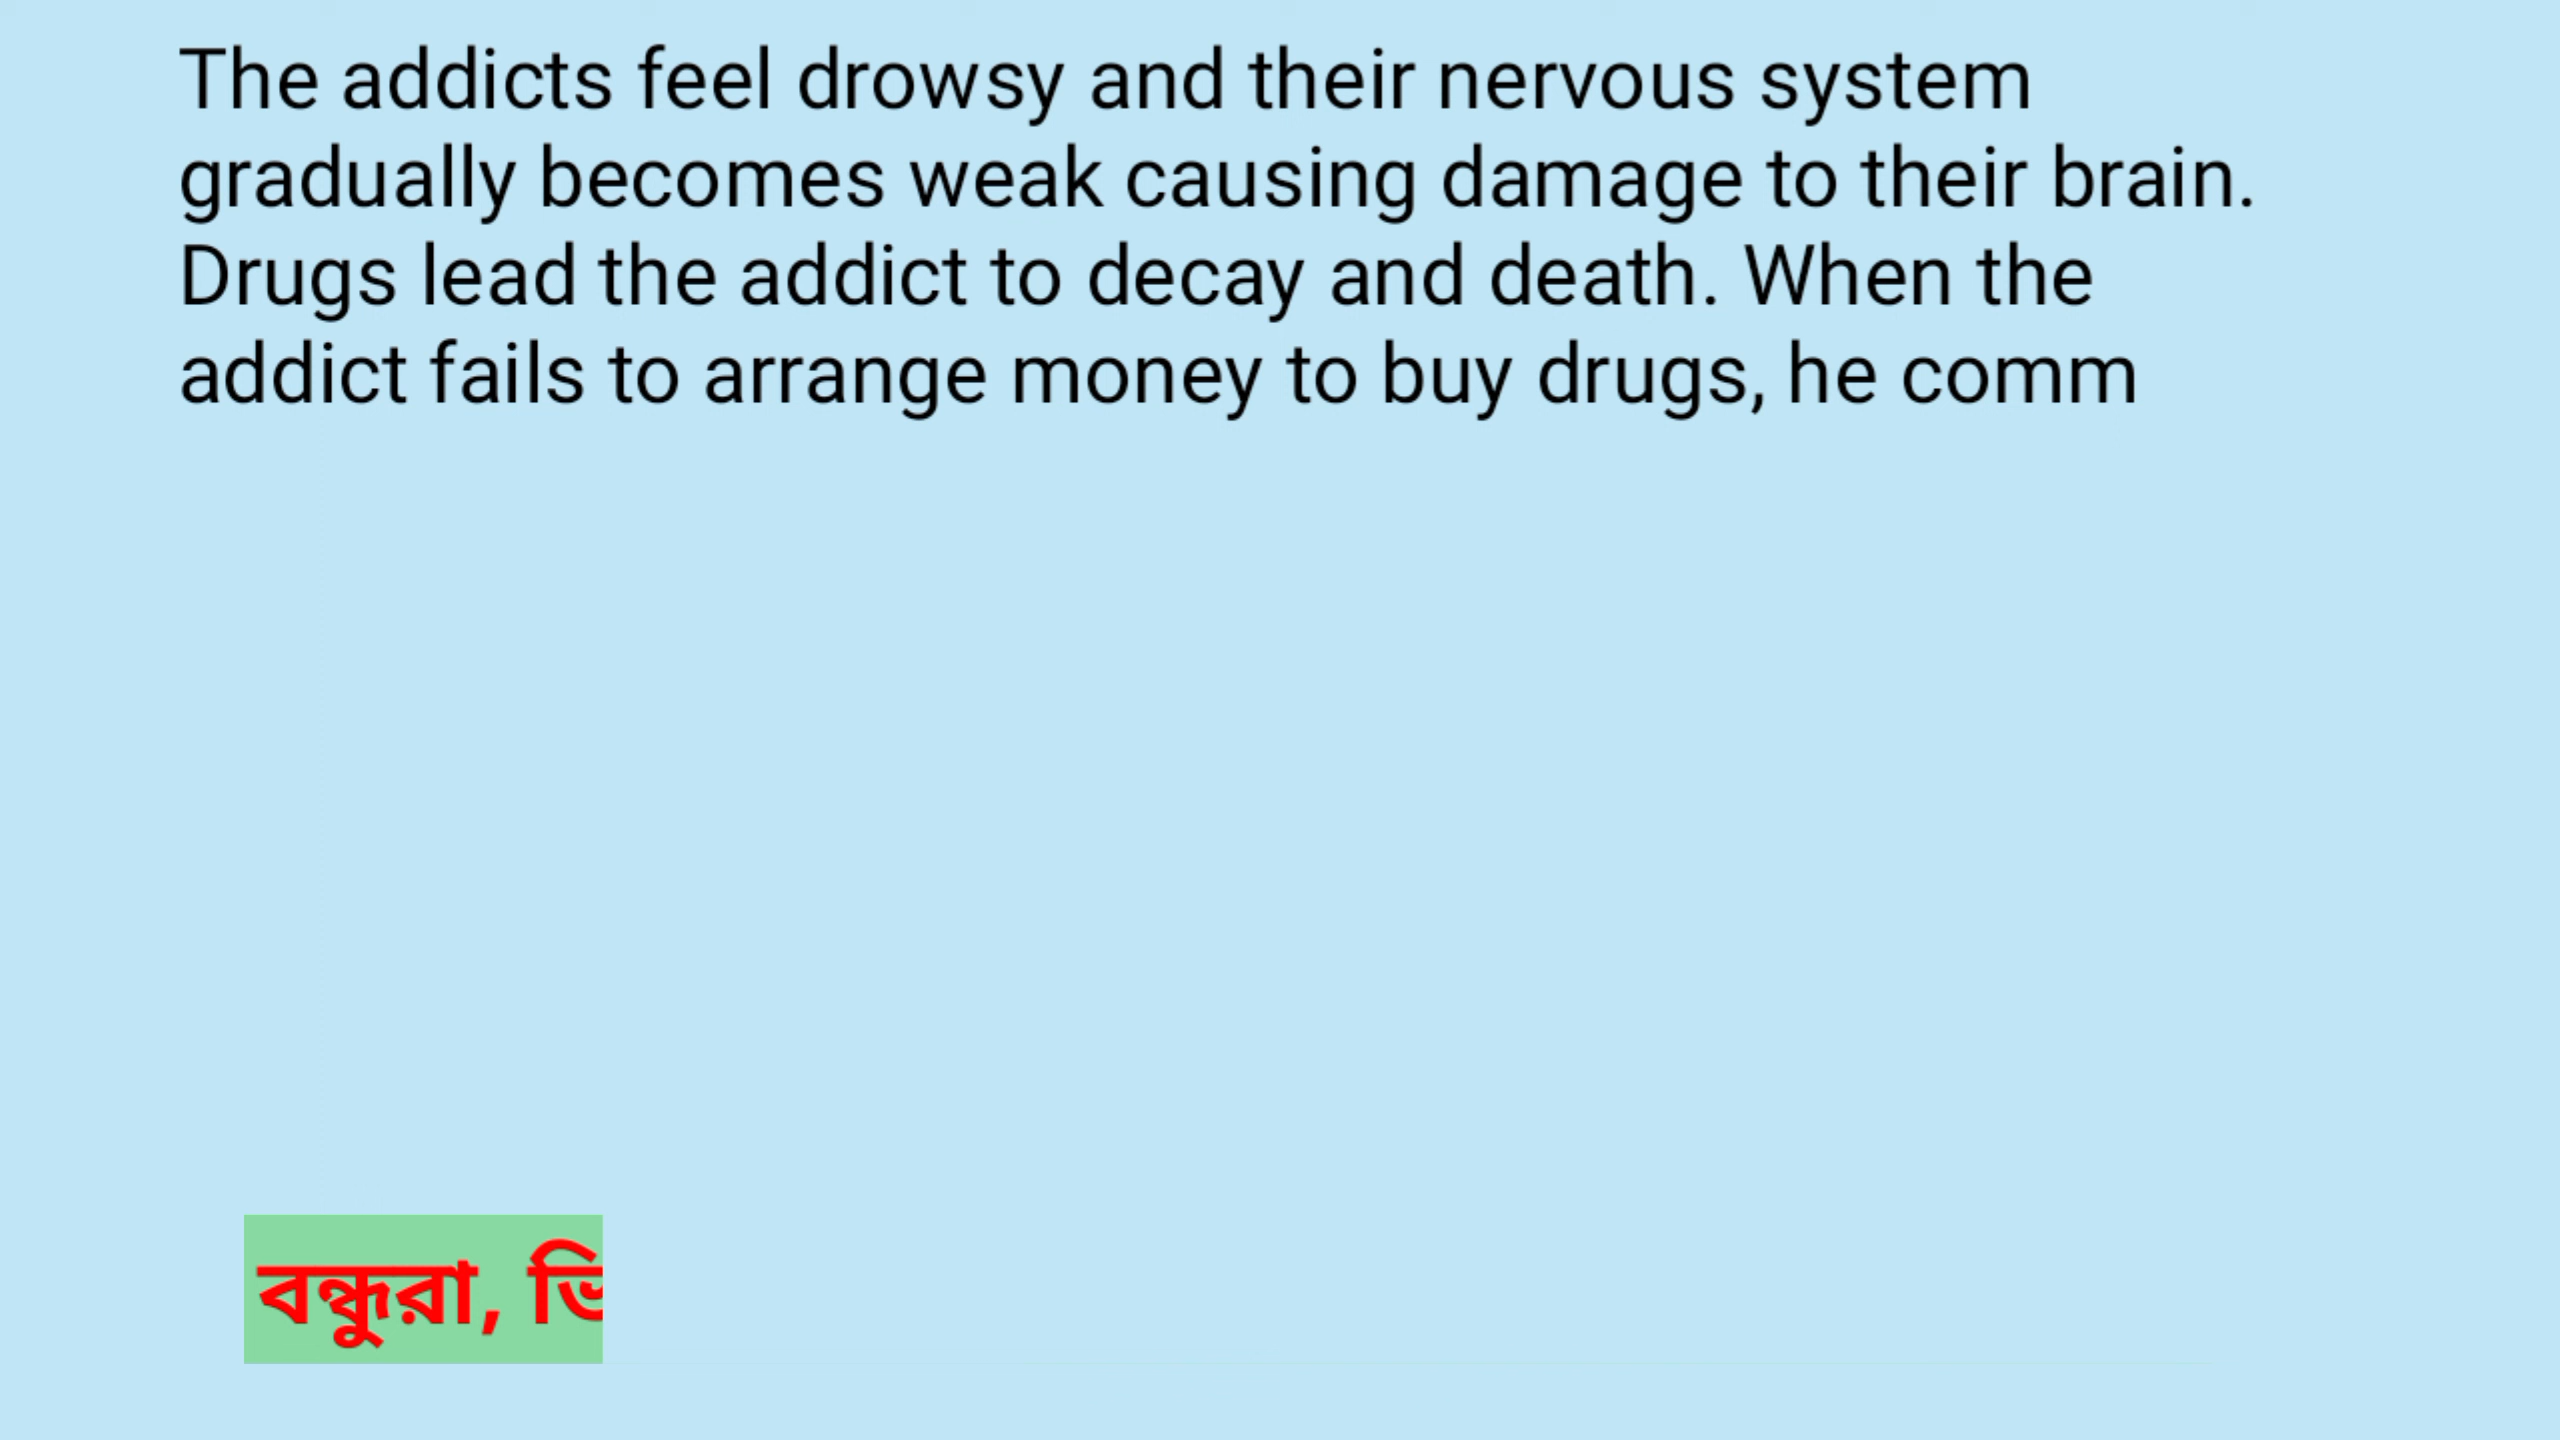 The addicts feel drowsy and their nervous system
gradually becomes weak causing damage to their brain.
Drugs lead the addict to decay and death. When the
addict fails to arrange money to buy drugs, he comm
বন্ধুরা,